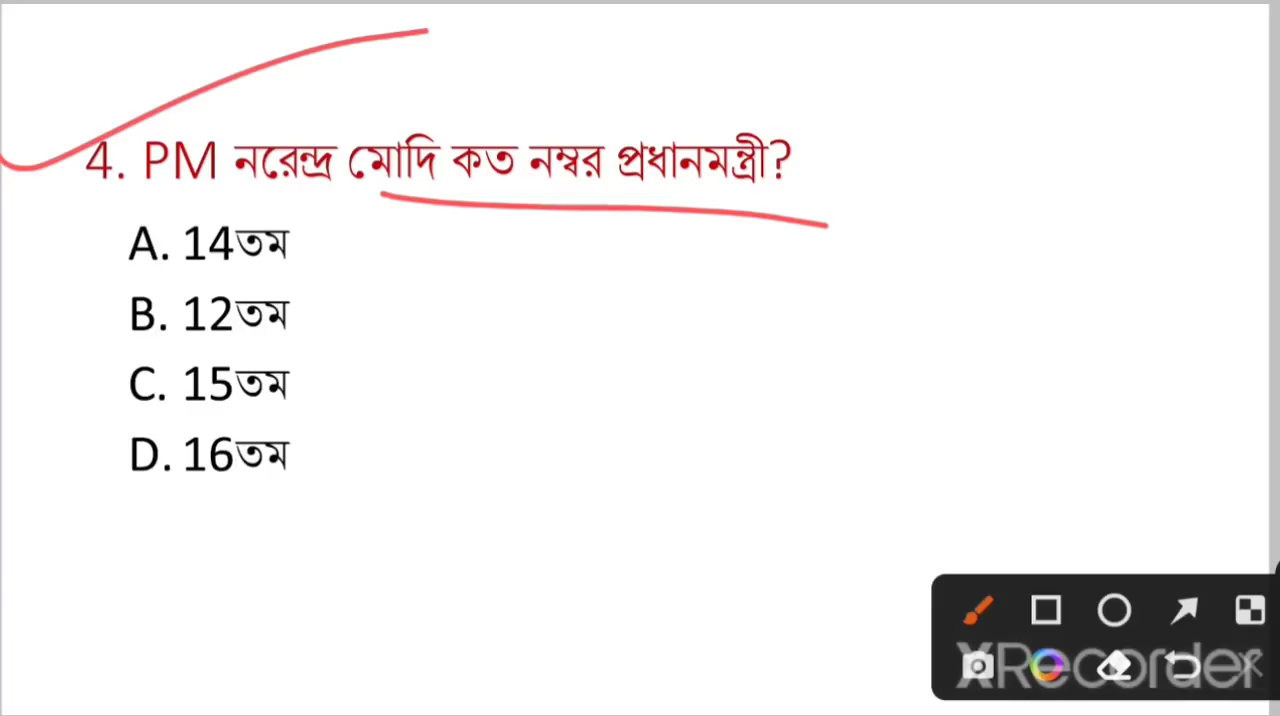 4. PM নরেন্দ্র মোদি কত নম্বর প্রধানমন্ত্রী?
A. 14তম
B. 12তম
C. 15তম
D. 16তম
XRecorder